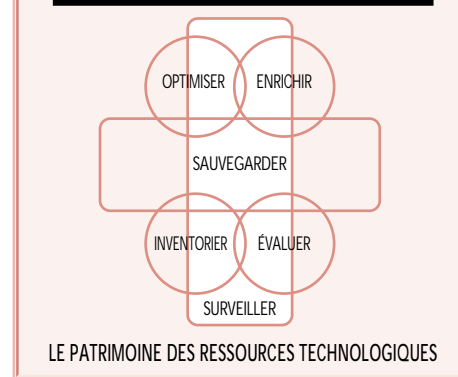 OPTIMISER ENRICHIR
SAUVEGARDER
INVENTORIER ÉVALUER
SURVEILLER
LE PATRIMOINE DES RESSOURCES TECHNOLOGIQUES